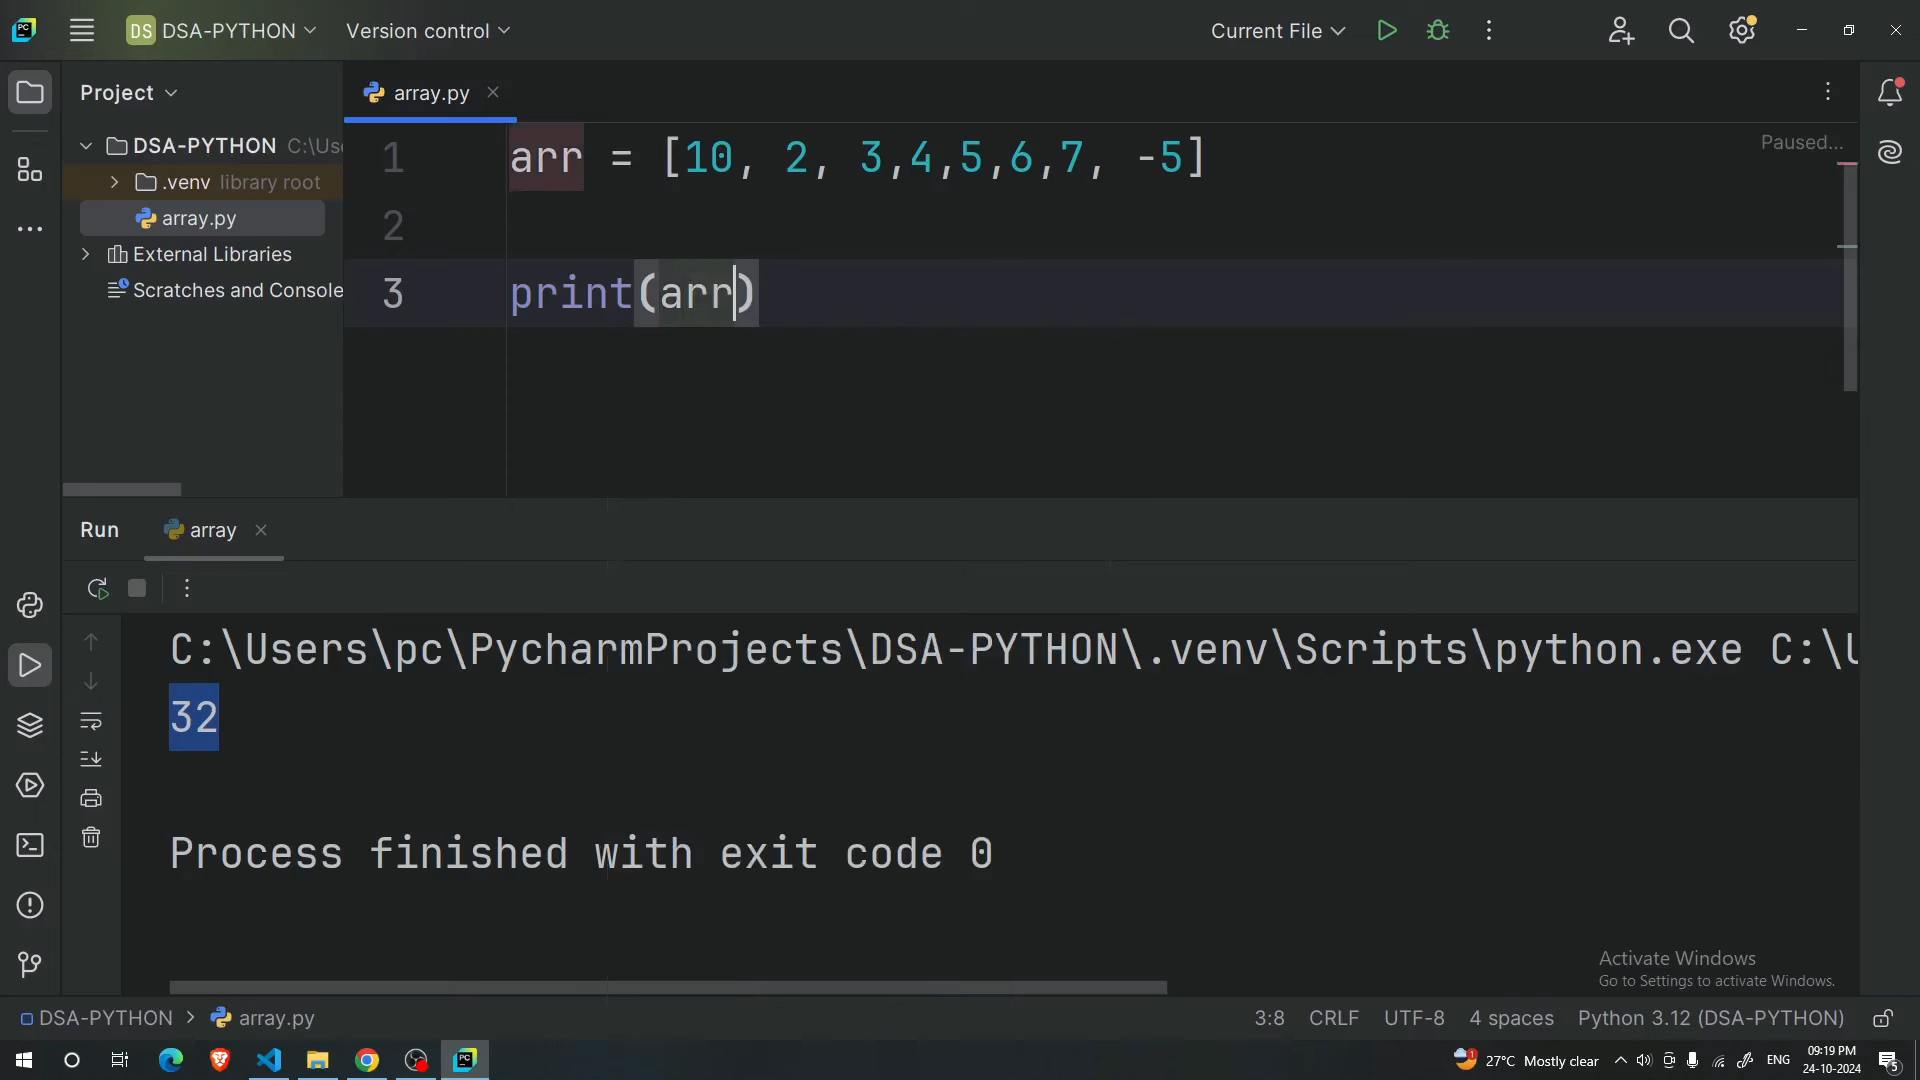 DS DSA-PYTHON Version control Current File
Project array.py
DSA-PYTHON C:\Use
.venv library root
array.py
External Libraries
Scratches and Console
Paused...
1 arr = [10, 2, 3,4,5,6,7, -5]
2
3 print(arr)
Run array
C:\Users\pc\PycharmProjects\DSA-PYTHON\.venv\Scripts\python.exe C:\U
32
Process finished with exit code 0
Activate Windows
Go to Settings to activate Windows.
DSA-PYTHON > array.py 3:8 CRLF UTF-8 4 spaces Python 3.12 (DSA-PYTHON)
1 27°C Mostly clear ENG 09:19 PM 5
24-10-2024